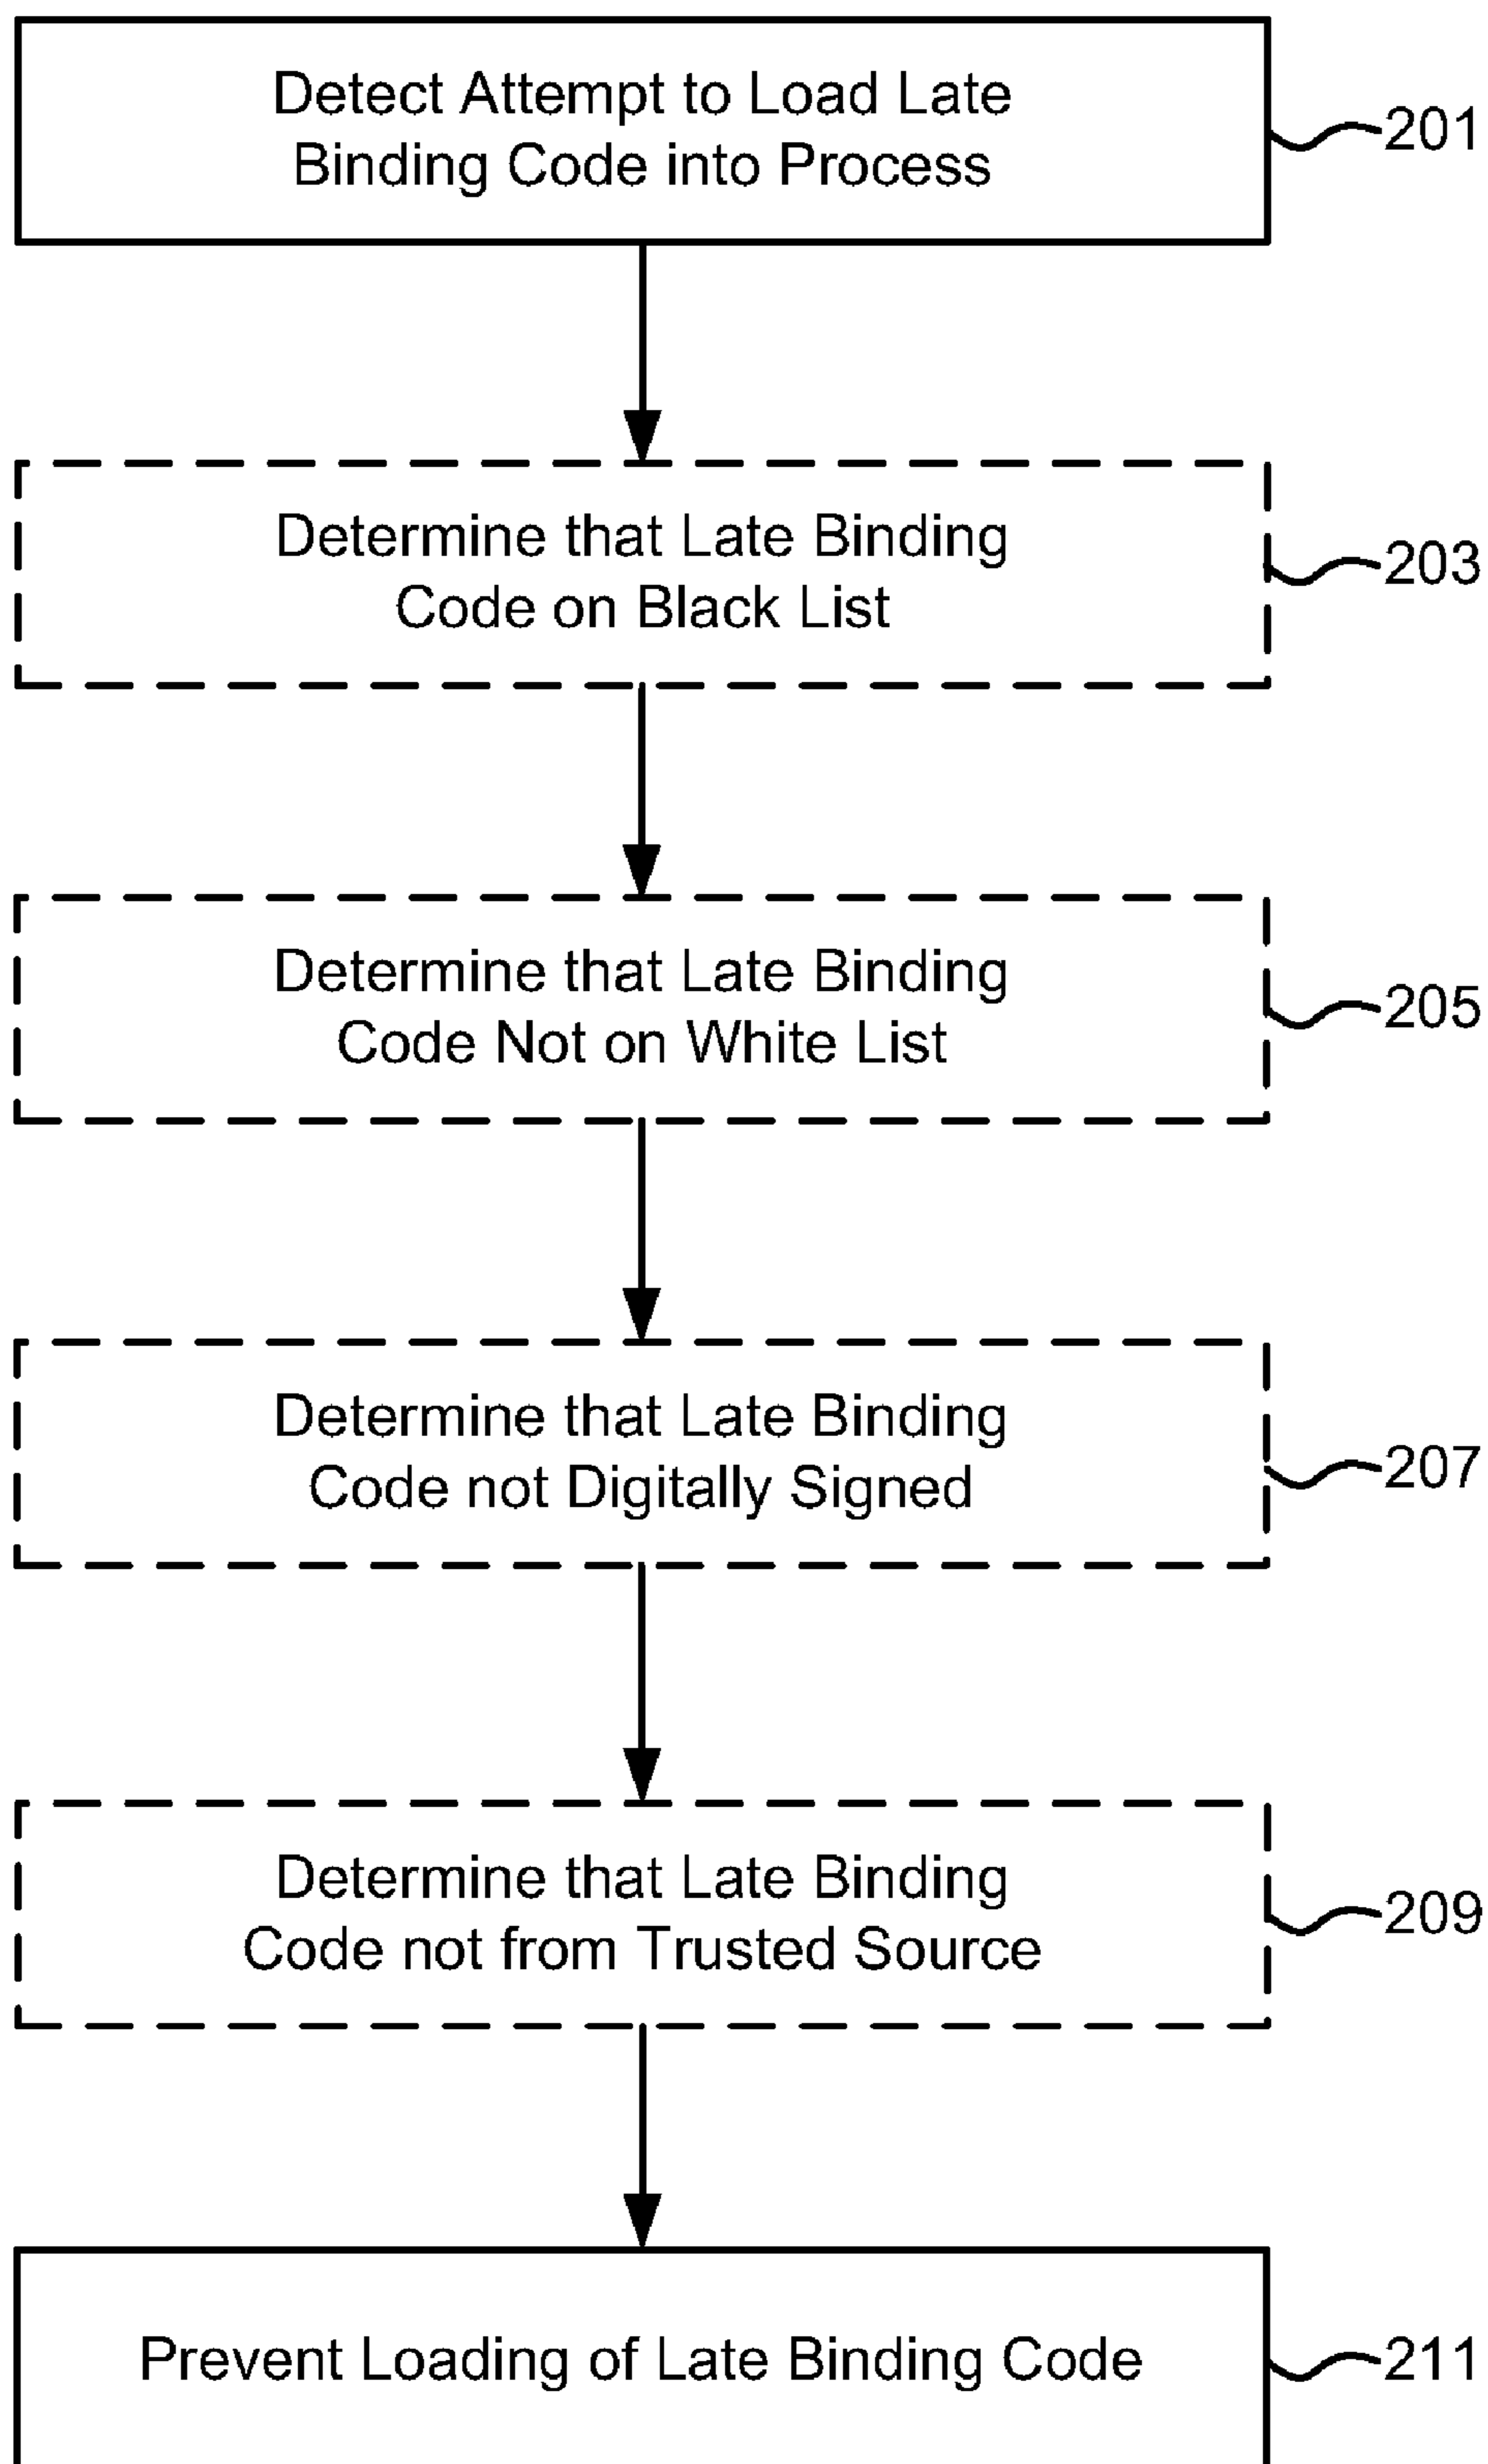 Detect Attempt to Load Late
Binding Code into Process
201
Determine that Late Binding
Code on Black List
203
Determine that Late Binding
Code Not on White List
205
Determine that Late Binding
Code not Digitally Signed
207
Determine that Late Binding
Code not from Trusted Source
209
Prevent Loading of Late Binding Code
211